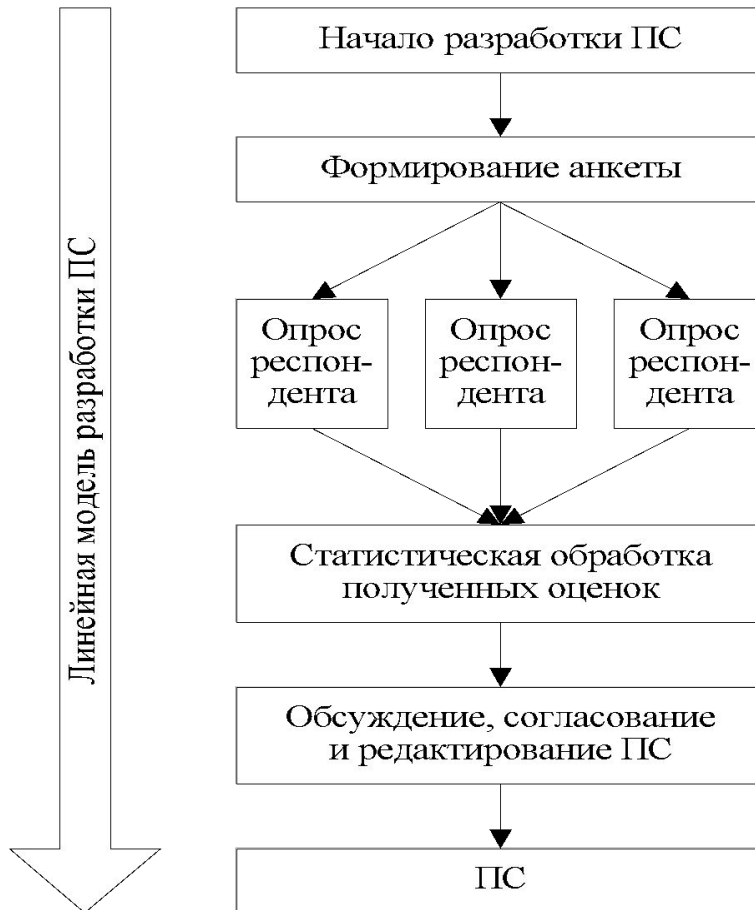 Линейная модель разработки ПС
Начало разработки ПС
Формирование анкеты
Опрос
респон-
дента
Опрос
респон-
дента
Опрос
респон-
дента
Статистическая обработка
полученных оценок
Обсуждение, согласование
и редактирование ПС
ПС